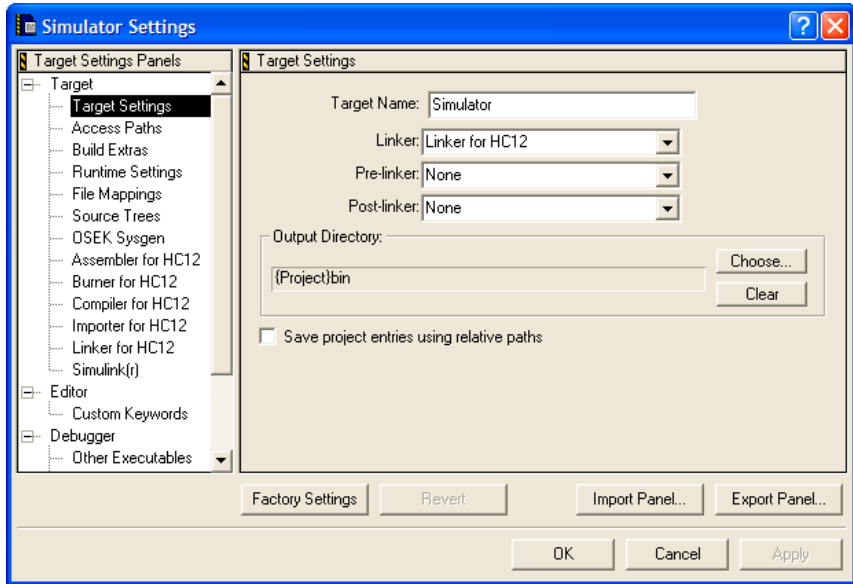 Simulator Settings
Target Settings Panels
Target
Target Settings
Access Paths
Build Extras
Runtime Settings
File Mappings
Source Trees
OSEK Sysgen
Assembler for HC12
Burner for HC12
Compiler for HC12
Importer for HC12
Linker for HC12
Simulink(r)
Editor
Custom Keywords
Debugger
Other Executables
Target Settings
Target Name: Simulator
Linker: Linker for HC12
Pre-linker: None
Post-linker: None
Output Directory:
{Project}bin
Choose...
Clear
Save project entries using relative paths
Factory Settings Revert Import Panel... Export Panel...
OK Cancel Apply